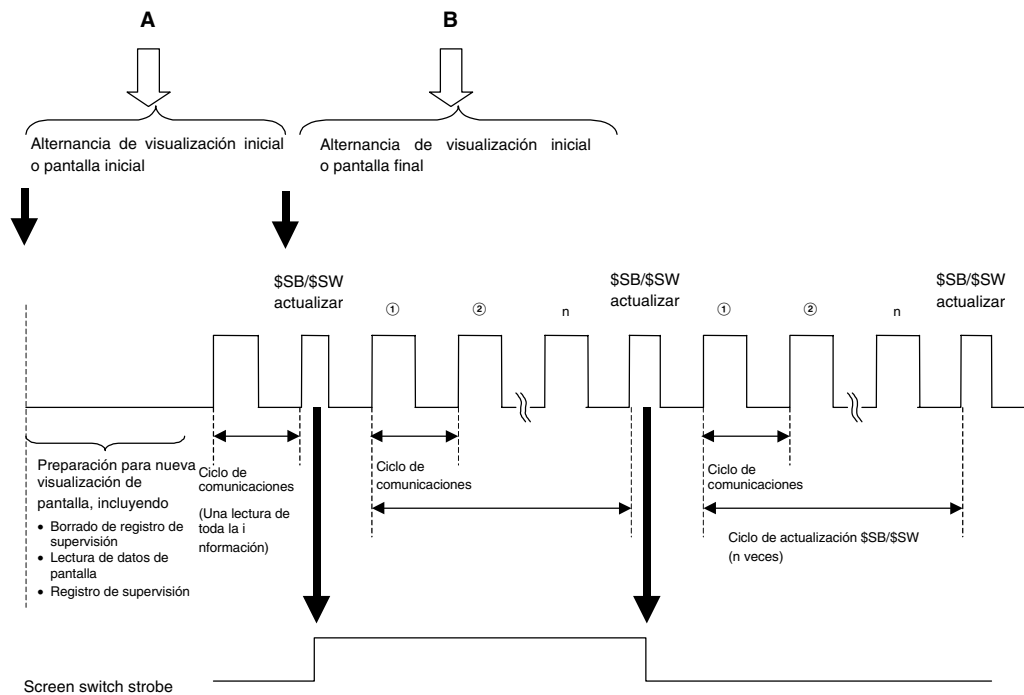 A
B
Alternancia de visualización inicial
o pantalla inicial
Alternancia de visualización inicial
o pantalla final
$SB/$SW
actualizar
①
②
n
$SB/$SW
actualizar
①
②
n
$SB/$SW
actualizar
Preparación para nueva
visualización de
pantalla, incluyendo
• Borrado de registro de
supervisión
• Lectura de datos de
pantalla
• Registro de supervisión
Ciclo de
comunicaciones
(Una lectura de
toda la i
nformación)
Ciclo de
comunicaciones
Ciclo de
comunicaciones
Ciclo de actualización $SB/$SW
(n veces)
Screen switch strobe